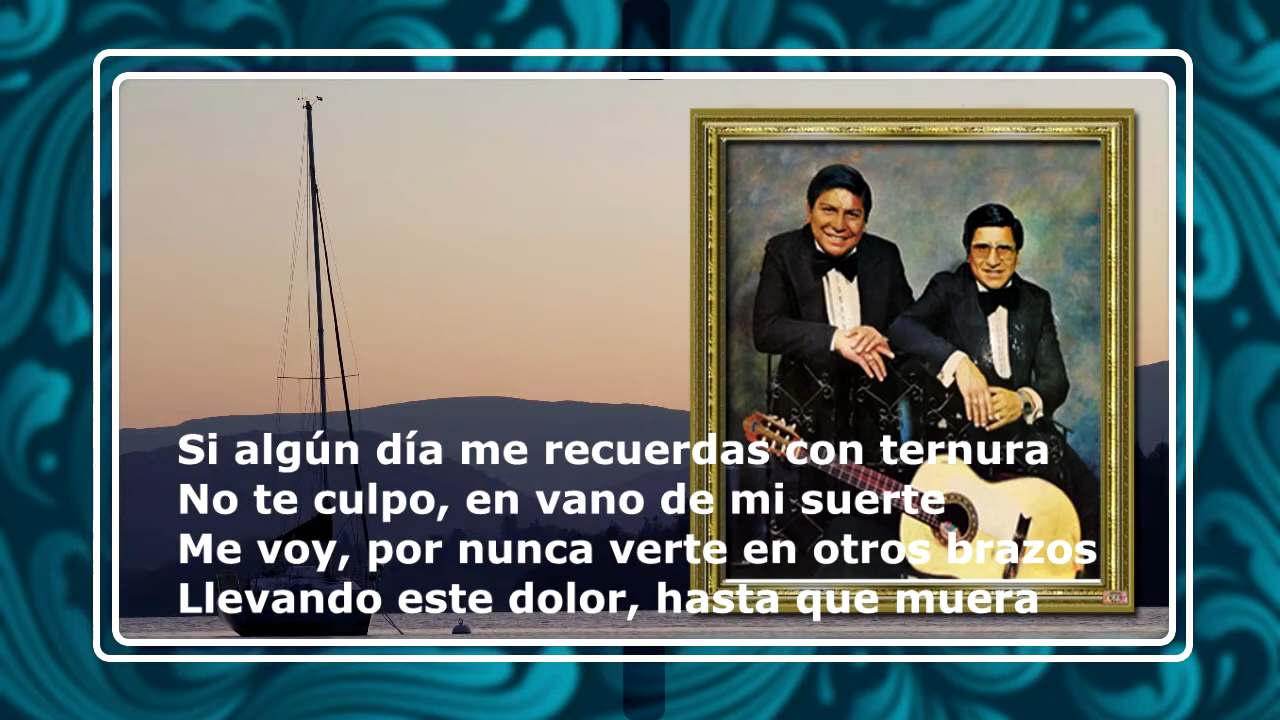 Si algún día me recuerdas con ternura
No te culpo, en vano de mi suerte
Me voy, por nunca verte en otros brazos
Llevando este dolor, hasta que muera